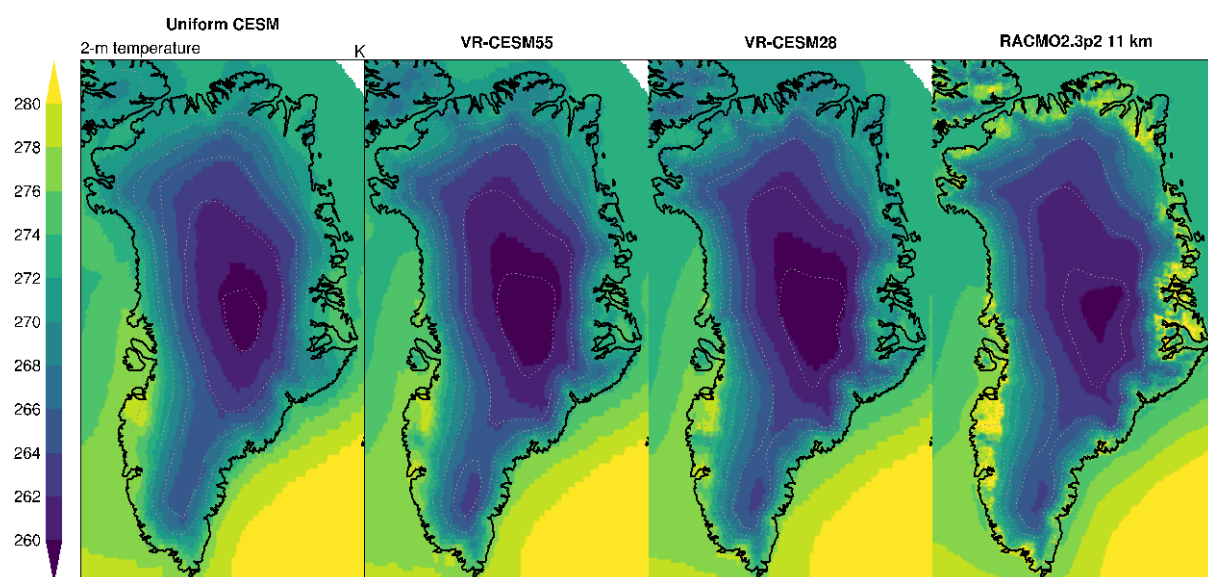 Uniform CESM
VR-CESM55
VR-CESM28
RACMO2.3p2 11 km
2-m temperature
K
280
278
276
274
272
270
268
266
264
262
260